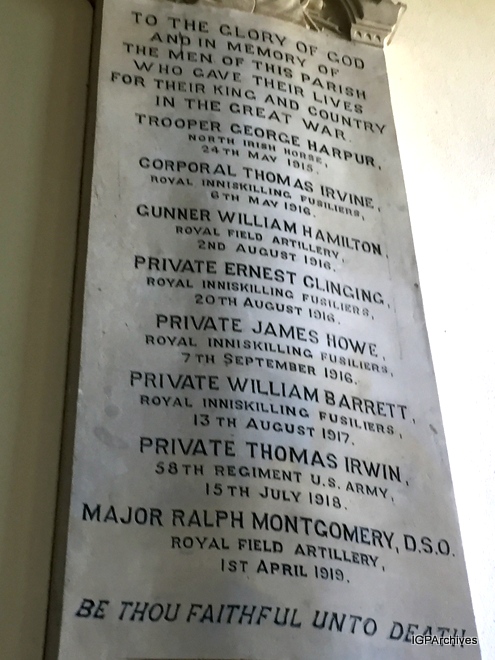 TO THE GLORY OF GOD
AND IN MEMORY OF
THE MEN OF THIS PARISH
WHO GAVE THEIR LIVES
FOR THEIR KING AND COUNTRY
IN THE GREAT WAR.
TROOPER GEORGE HARPUR,
NORTH IRISH HORSE,
24TH MAY 1915.
CORPORAL THOMAS IRVINE,
ROYAL INNISKILLING FUSILIERS,
6TH MAY 1916.
GUNNER WILLIAM HAMILTON,
ROYAL FIELD ARTILLERY,
2ND AUGUST 1916.
PRIVATE ERNEST CLINGING,
ROYAL INNISKILLING FUSILIERS,
20TH AUGUST 1916.
PRIVATE JAMES HOWE,
ROYAL INNISKILLING FUSILIERS,
7TH SEPTEMBER 1916.
PRIVATE WILLIAM BARRETT,
ROYAL INNISKILLING FUSILIERS,
13TH AUGUST 1917.
PRIVATE THOMAS IRWIN,
58TH REGIMENT U.S. ARMY,
15TH JULY 1918.
MAJOR RALPH MONTGOMERY, D.S.O.
ROYAL FIELD ARTILLERY,
1ST APRIL 1919.
BE THOU FAITHFUL UNTO DEATH
IGPArchives